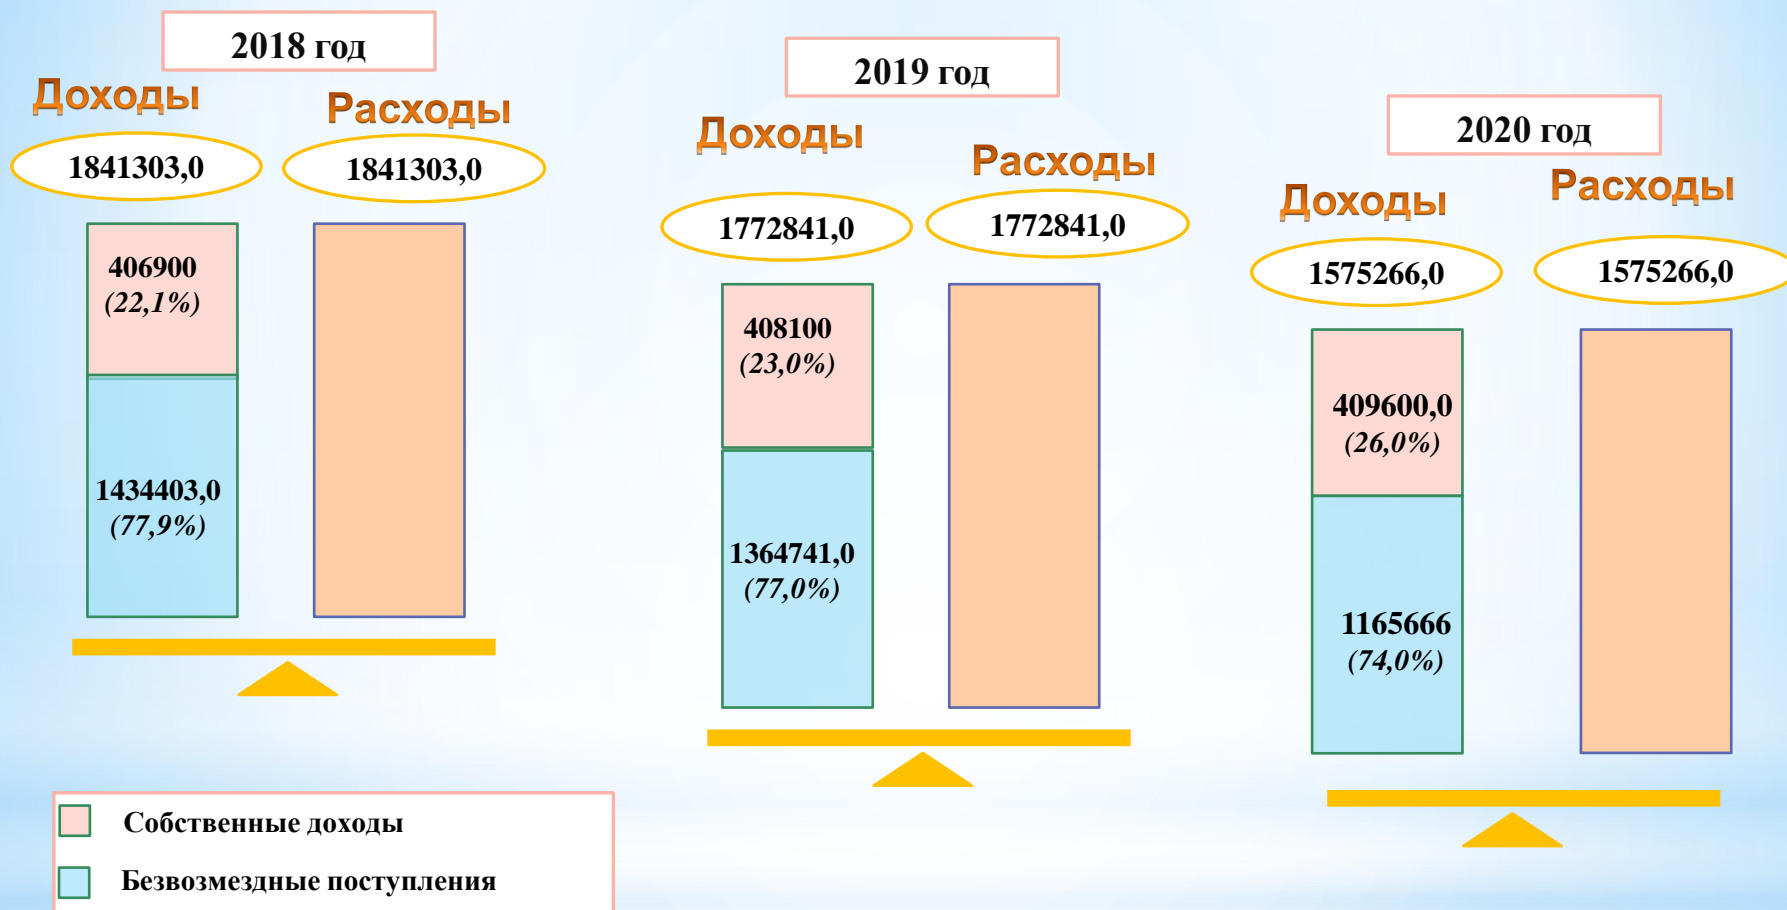 2018 год
Доходы
Расходы
1841303,0
1841303,0
406900
(22,1%)
1434403,0
(77,9%)
2019 год
Доходы
Расходы
1772841,0
1772841,0
408100
(23,0%)
1364741,0
(77,0%)
2020 год
Доходы
Расходы
1575266,0
1575266,0
409600,0
(26,0%)
1165666
(74,0%)
Собственные доходы
Безвозмездные поступления